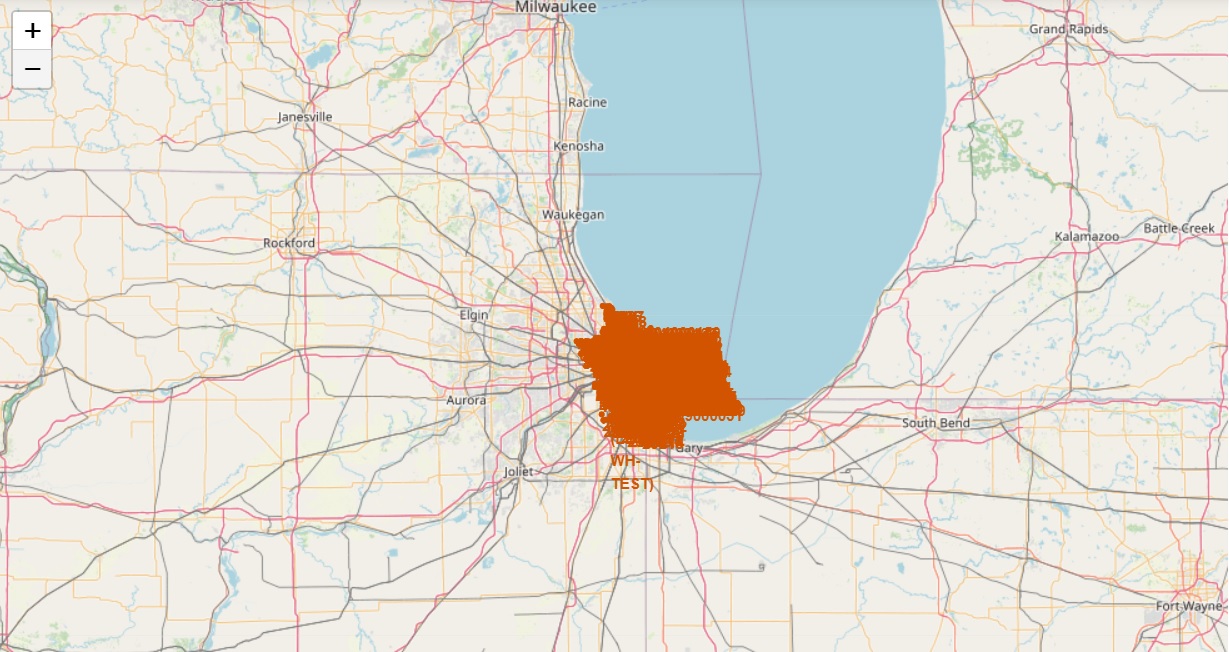 Milwaukee
Grand Rapids
+
−
Racine
Janesville
Kenosha
Waukegan
Battle Creek
Kalamazoo
Rockford
Elgin
Aurora
South Bend
Gary
WH-
TEST)
Joliet
Fort Wayne